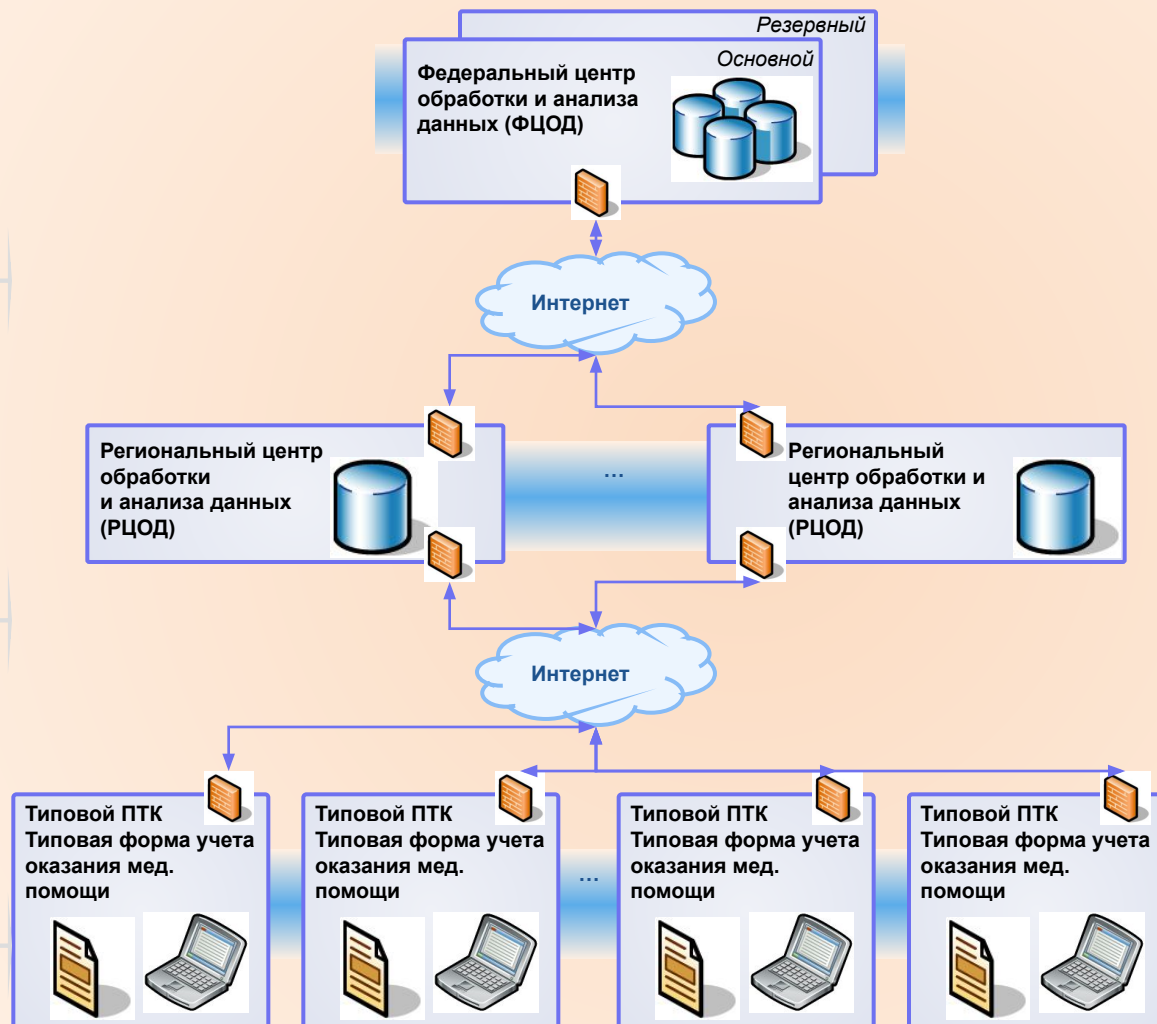 Резервный
Основной
Федеральный центр
обработки и анализа
данных (ФЦОД)
Интернет
Региональный центр
обработки
и анализа данных
(РЦОД)
...
Региональный
центр обработки и
анализа данных
(РЦОД)
Интернет
Типовой ПТК
Типовая форма учета
оказания мед.
помощи
Типовой ПТК
Типовая форма учета
оказания мед.
помощи
...
Типовой ПТК
Типовая форма учета
оказания мед.
помощи
Типовой ПТК
Типовая форма учета
оказания мед.
помощи